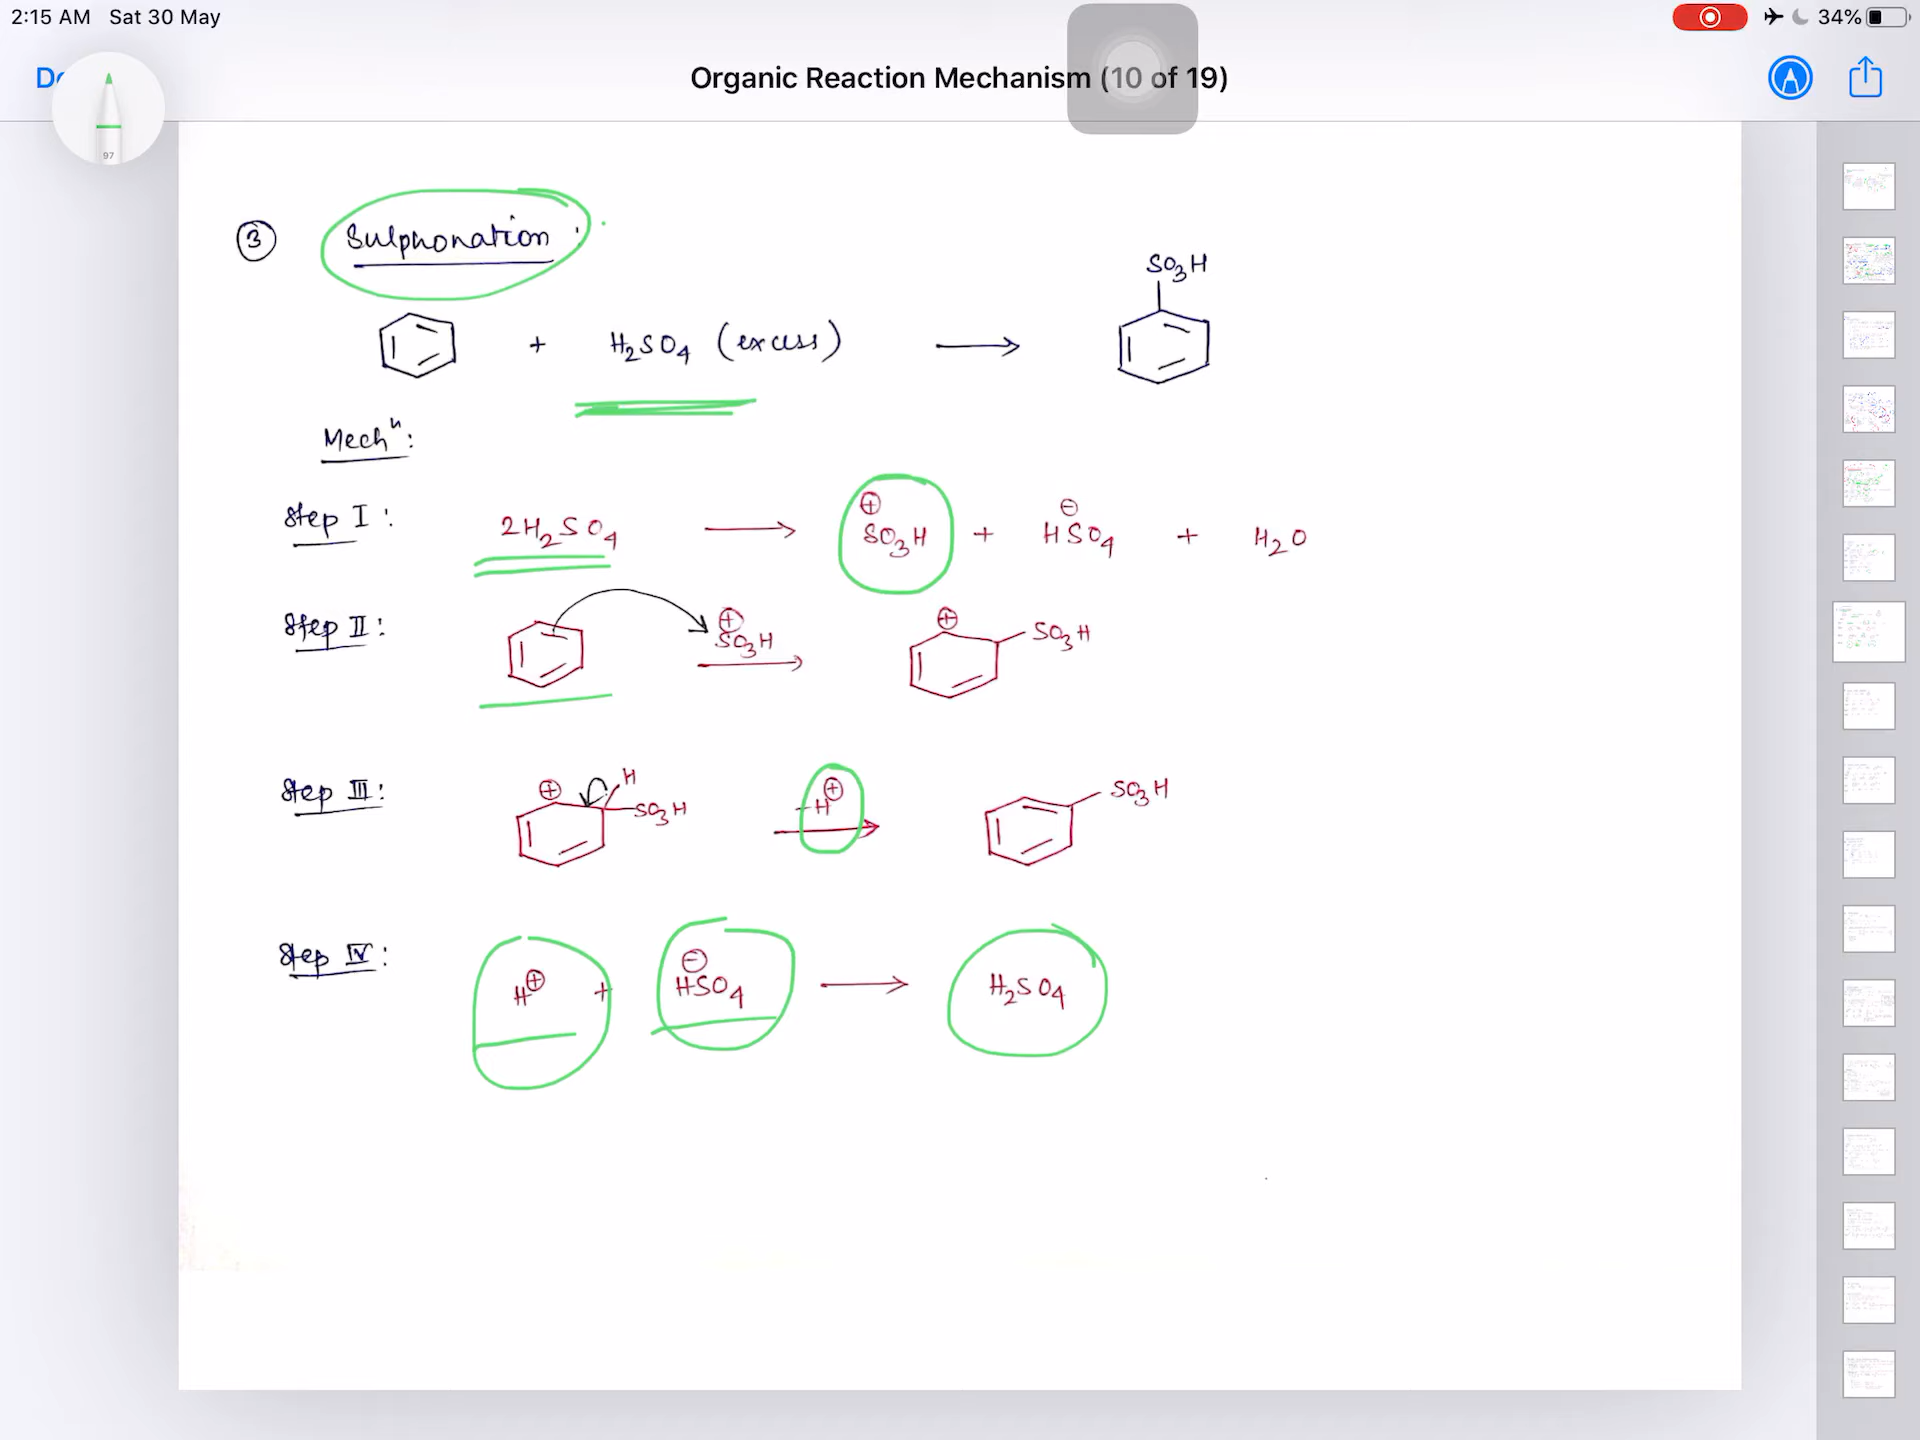 2:15 AM Sat 30 May
34%
Organic Reaction Mechanism (10 of 19)
97
③ Sulphonation :
SO₃H
+ H₂SO₄ (excess) ⟶
Mechⁿ:
Step I : 2H₂SO₄ ⟶ ⊕SO₃H + HSO₄⊖ + H₂O
Step II : ⊕SO₃H ⟶ ⊕ SO₃H
Step III : ⊕ H SO₃H -H⊕ ⟶ SO₃H
Step IV : H⊕ + HSO₄⊖ ⟶ H₂SO₄